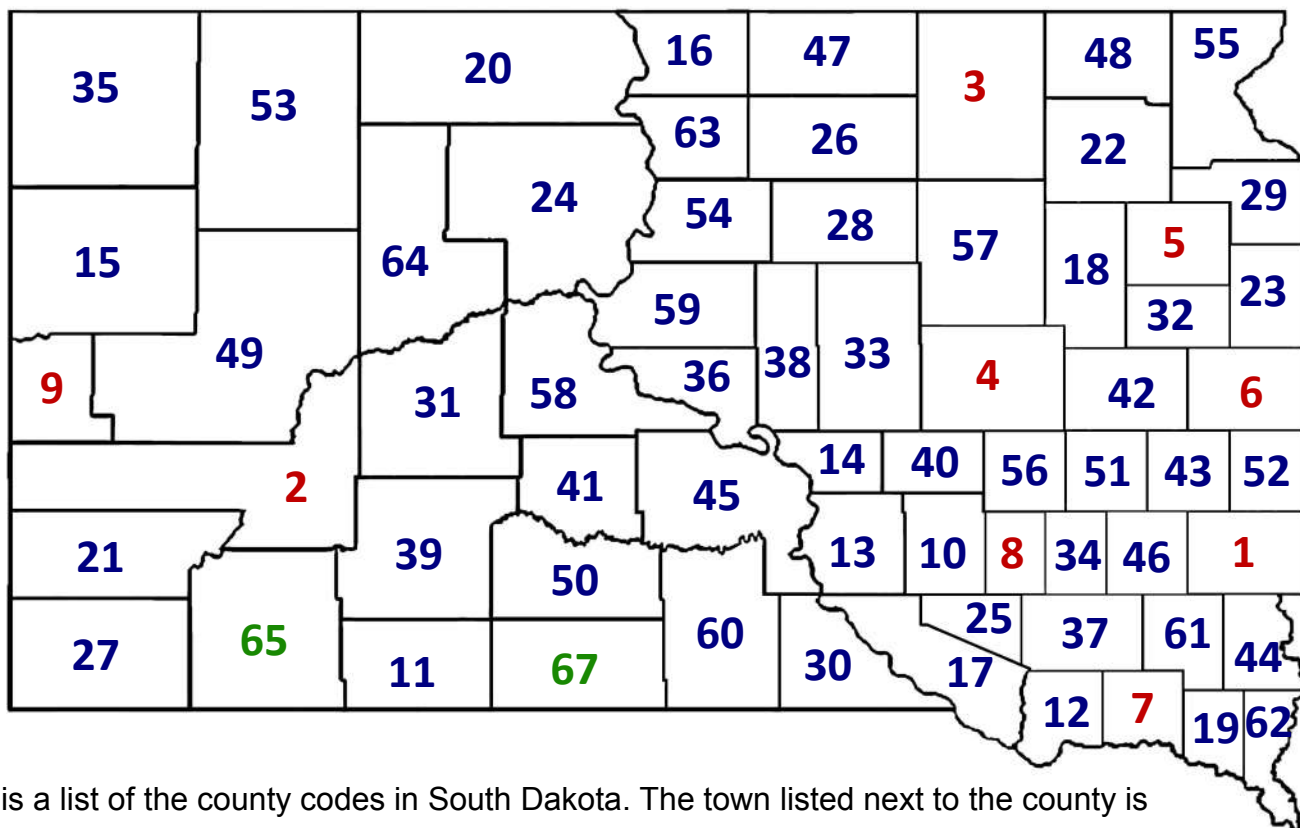 35 53 20 16 47 3 48 55
63 26 22
24 54 28 57 29
15 64 18 5 23
59 32
9 49 31 58 36 38 33 4 42 6
2 41 45 14 40 56 51 43 52
21 39 50 13 10 8 34 46 1
27 65 11 67 60 30 17 25 37 61 44
12 7 19 62
is a list of the county codes in South Dakota. The town listed next to the county is